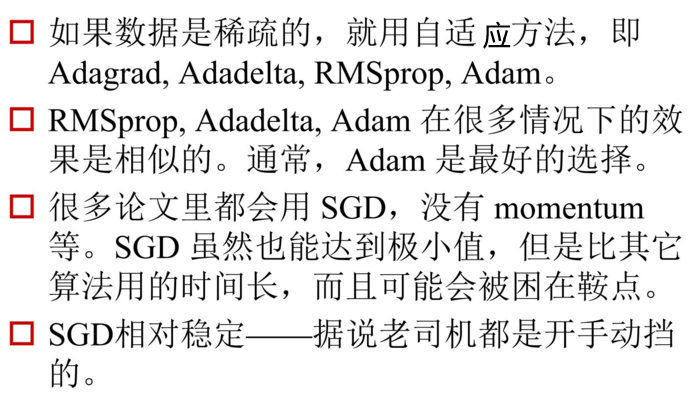 如果数据是稀疏的，就用自适应方法，即
Adagrad, Adadelta, RMSprop, Adam。
RMSprop, Adadelta, Adam 在很多情况下的效
果是相似的。通常，Adam 是最好的选择。
很多论文里都会用 SGD，没有 momentum
等。SGD 虽然也能达到极小值，但是比其它
算法用的时间长，而且可能会被困在鞍点。
SGD相对稳定——据说老司机都是开手动挡
的。